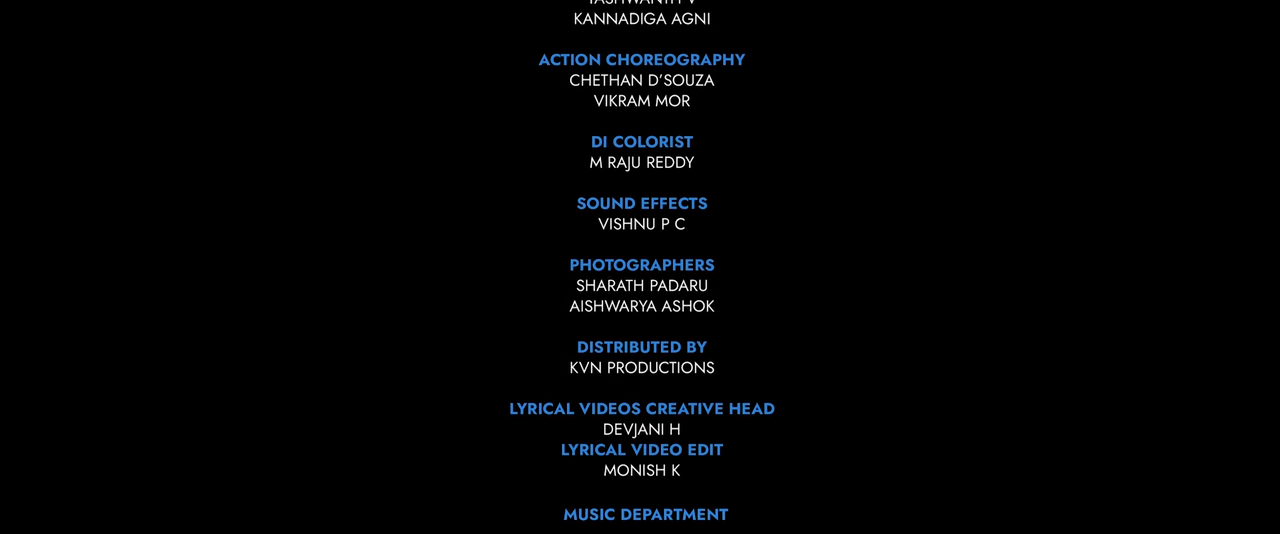 KANNADIGA AGNI
ACTION CHOREOGRAPHY
CHETHAN D'SOUZA
VIKRAM MOR
DI COLORIST
M RAJU REDDY
SOUND EFFECTS
VISHNU P C
PHOTOGRAPHERS
SHARATH PADARU
AISHWARYA ASHOK
DISTRIBUTED BY
KVN PRODUCTIONS
LYRICAL VIDEOS CREATIVE HEAD
DEVJANI H
LYRICAL VIDEO EDIT
MONISH K
MUSIC DEPARTMENT